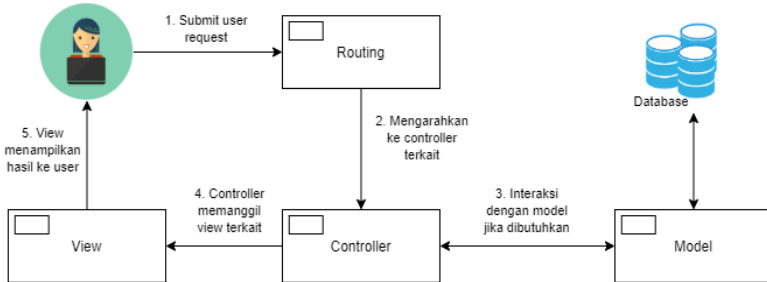 1. Submit user
request
Routing
Database
2. Mengarahkan
ke controller
terkait
5. View
menampilkan
hasil ke user
4. Controller
memanggil
view terkait
3. Interaksi
dengan model
jika dibutuhkan
View
Controller
Model